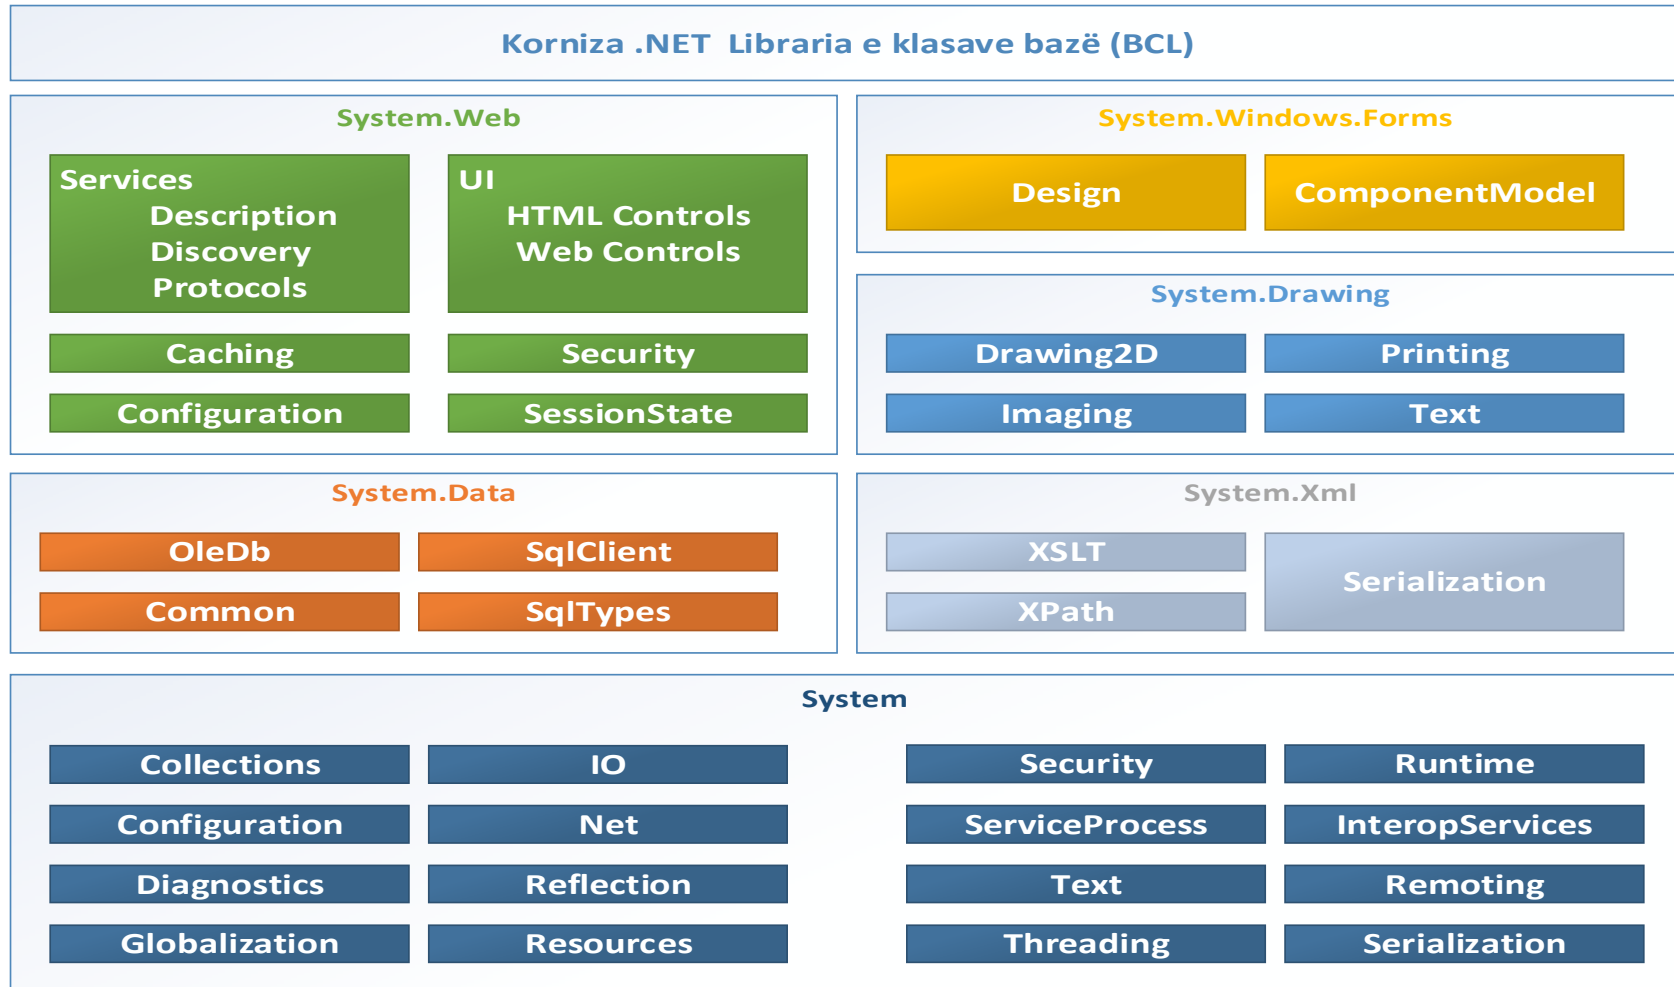 Korniza .NET Libraria e klasave bazë (BCL)
System.Web
Services
Description
Discovery
Protocols
UI
HTML Controls
Web Controls
Caching
Security
Configuration
SessionState
System.Windows.Forms
Design
ComponentModel
System.Drawing
Drawing2D
Printing
Imaging
Text
System.Data
OleDb
SqlClient
Common
SqlTypes
System.Xml
XSLT
XPath
Serialization
System
Collections
IO
Security
Runtime
Configuration
Net
ServiceProcess
InteropServices
Diagnostics
Reflection
Text
Remoting
Globalization
Resources
Threading
Serialization